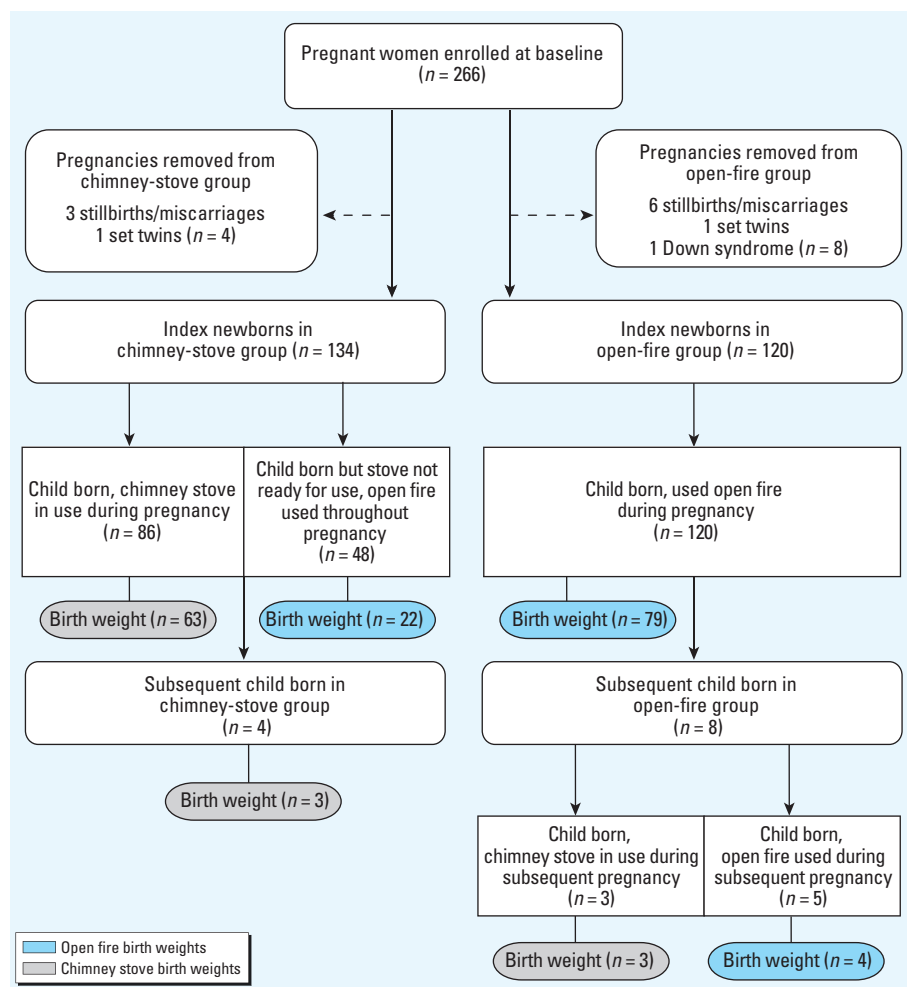 Pregnant women enrolled at baseline
(n = 266)
Pregnancies removed from
chimney-stove group
3 stillbirths/miscarriages
1 set twins (n = 4)
Pregnancies removed from
open-fire group
6 stillbirths/miscarriages
1 set twins
1 Down syndrome (n = 8)
Index newborns in
chimney-stove group (n = 134)
Index newborns in
open-fire group (n = 120)
Child born, chimney stove
in use during pregnancy
(n = 86)
Child born but stove not
ready for use, open fire
used throughout
pregnancy
(n = 48)
Child born, used open fire
during pregnancy
(n = 120)
Birth weight (n = 63)
Birth weight (n = 22)
Birth weight (n = 79)
Subsequent child born in
chimney-stove group
(n = 4)
Subsequent child born in
open-fire group
(n = 8)
Birth weight (n = 3)
Child born,
chimney stove in use during
subsequent pregnancy
(n = 3)
Child born,
open fire used during
subsequent pregnancy
(n = 5)
Birth weight (n = 3)
Birth weight (n = 4)
Open fire birth weights
Chimney stove birth weights